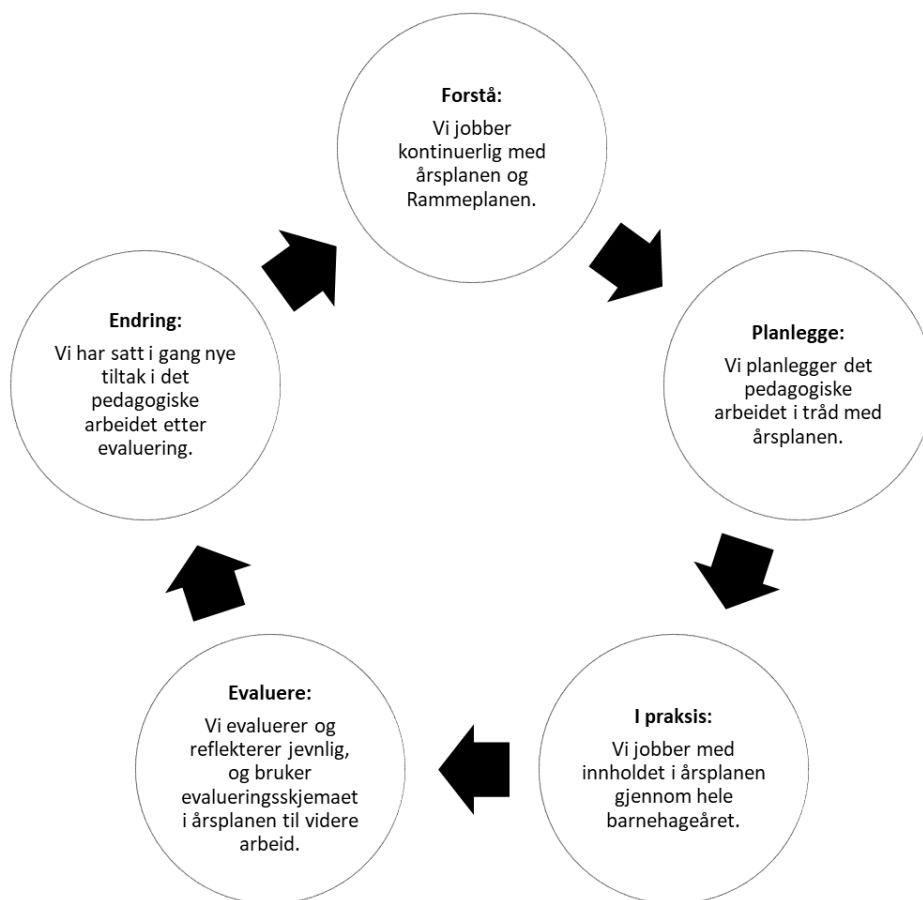 Forstå:
Vi jobber
kontinuerlig med
årsplanen og
Rammeplanen.
Planlegge:
Vi planlegger det
pedagogiske
arbeidet i tråd med
årsplanen.
I praksis:
Vi jobber med
innholdet i årsplanen
gjennom hele
barnehageåret.
Evaluere:
Vi evaluerer og
reflekterer jevnlig,
og bruker
evalueringsskjemaet
i årsplanen til videre
arbeid.
Endring:
Vi har satt i gang nye
tiltak i det
pedagogiske
arbeidet etter
evaluering.